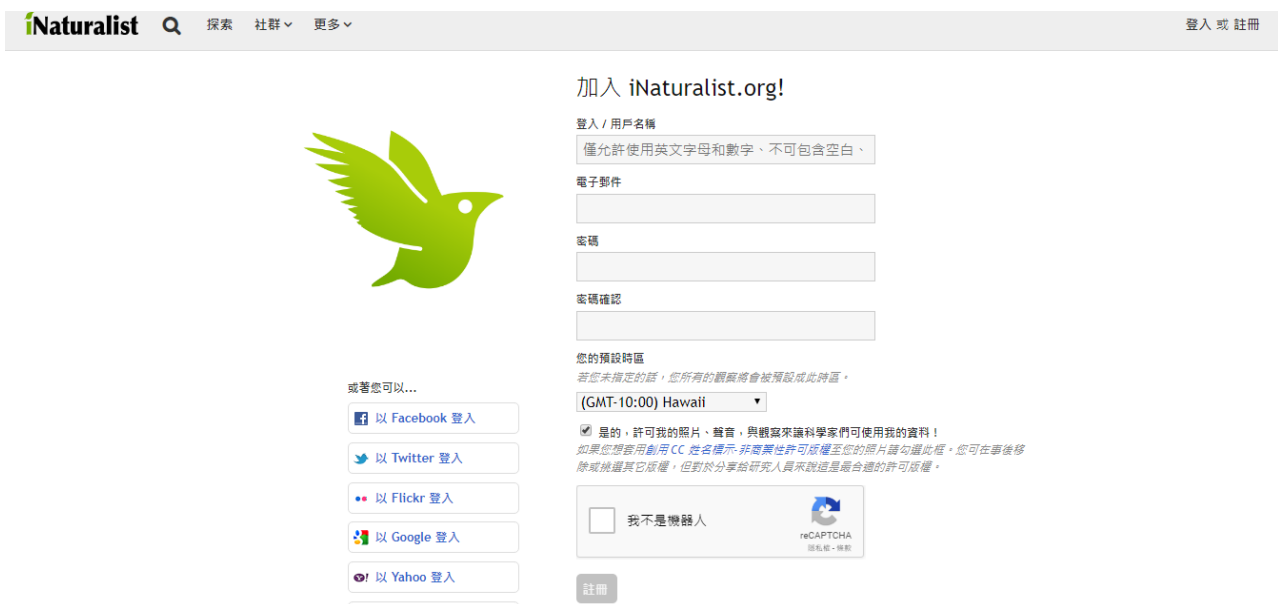 iNaturalist 探索 社群 更多 登入 或 註冊
加入 iNaturalist.org!
登入 / 用戶名稱
僅允許使用英文字母和數字、不可包含空白、
電子郵件
密碼
密碼確認
您的預設時區
若您未指定的話，您所有的觀察將會被預設成此時區。
(GMT-10:00) Hawaii
是的，許可我的照片、聲音，與觀察來讓科學家們可使用我的資料！
如果您想套用創用 CC 姓名標示-非商業性許可版權至您的照片請勾選此框。您可在事後移
除或挑選其它版權，但對於分享給研究人員來說這是最合適的許可版權。
我不是機器人
reCAPTCHA
隱私權 - 條款
註冊
或著您可以...
以 Facebook 登入
以 Twitter 登入
以 Flickr 登入
以 Google 登入
以 Yahoo 登入